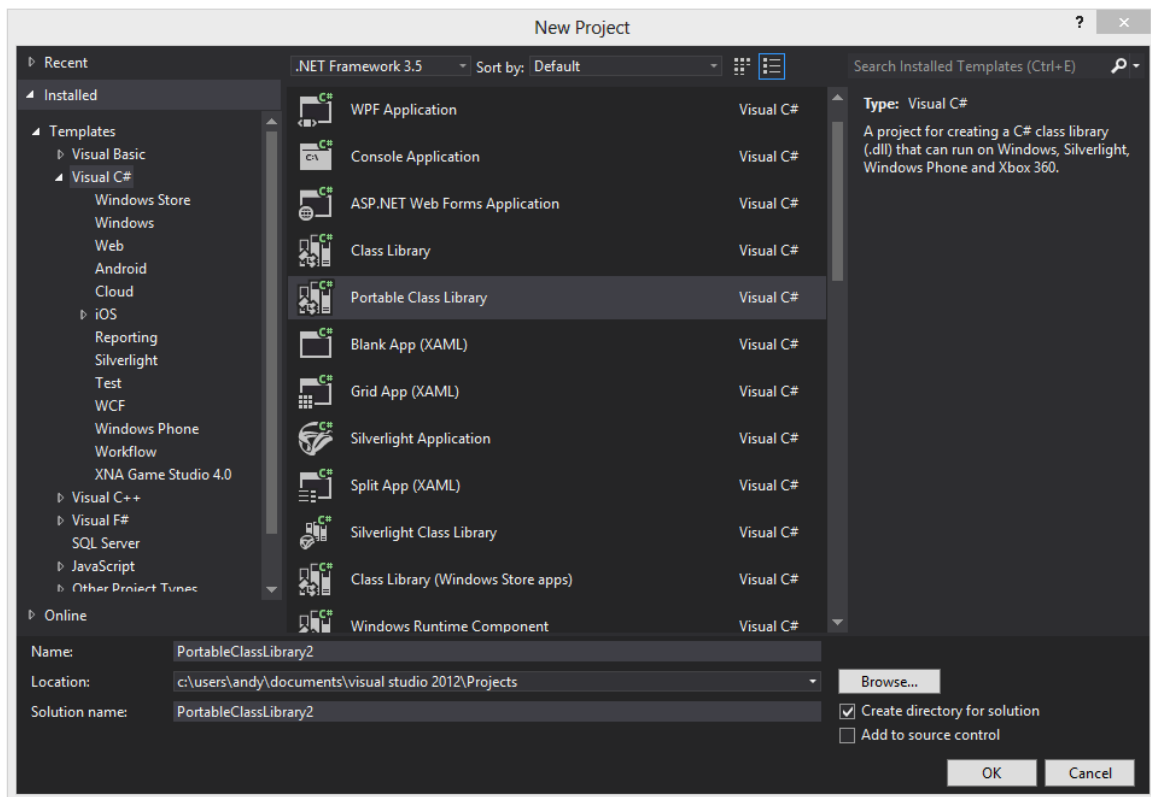 New Project
?
Recent
.NET Framework 3.5 Sort by: Default
Search Installed Templates (Ctrl+E)
Installed
Templates
Visual Basic
Visual C#
Windows Store
Windows
Web
Android
Cloud
iOS
Reporting
Silverlight
Test
WCF
Windows Phone
Workflow
XNA Game Studio 4.0
Visual C++
Visual F#
SQL Server
JavaScript
Other Project Types
Online
WPF Application Visual C#
Console Application Visual C#
ASP.NET Web Forms Application Visual C#
Class Library Visual C#
Portable Class Library Visual C#
Blank App (XAML) Visual C#
Grid App (XAML) Visual C#
Silverlight Application Visual C#
Split App (XAML) Visual C#
Silverlight Class Library Visual C#
Class Library (Windows Store apps) Visual C#
Windows Runtime Component Visual C#
Type: Visual C#
A project for creating a C# class library
(.dll) that can run on Windows, Silverlight,
Windows Phone and Xbox 360.
Name: PortableClassLibrary2
Location: c:\users\andy\documents\visual studio 2012\Projects
Browse...
Solution name: PortableClassLibrary2
Create directory for solution
Add to source control
OK Cancel